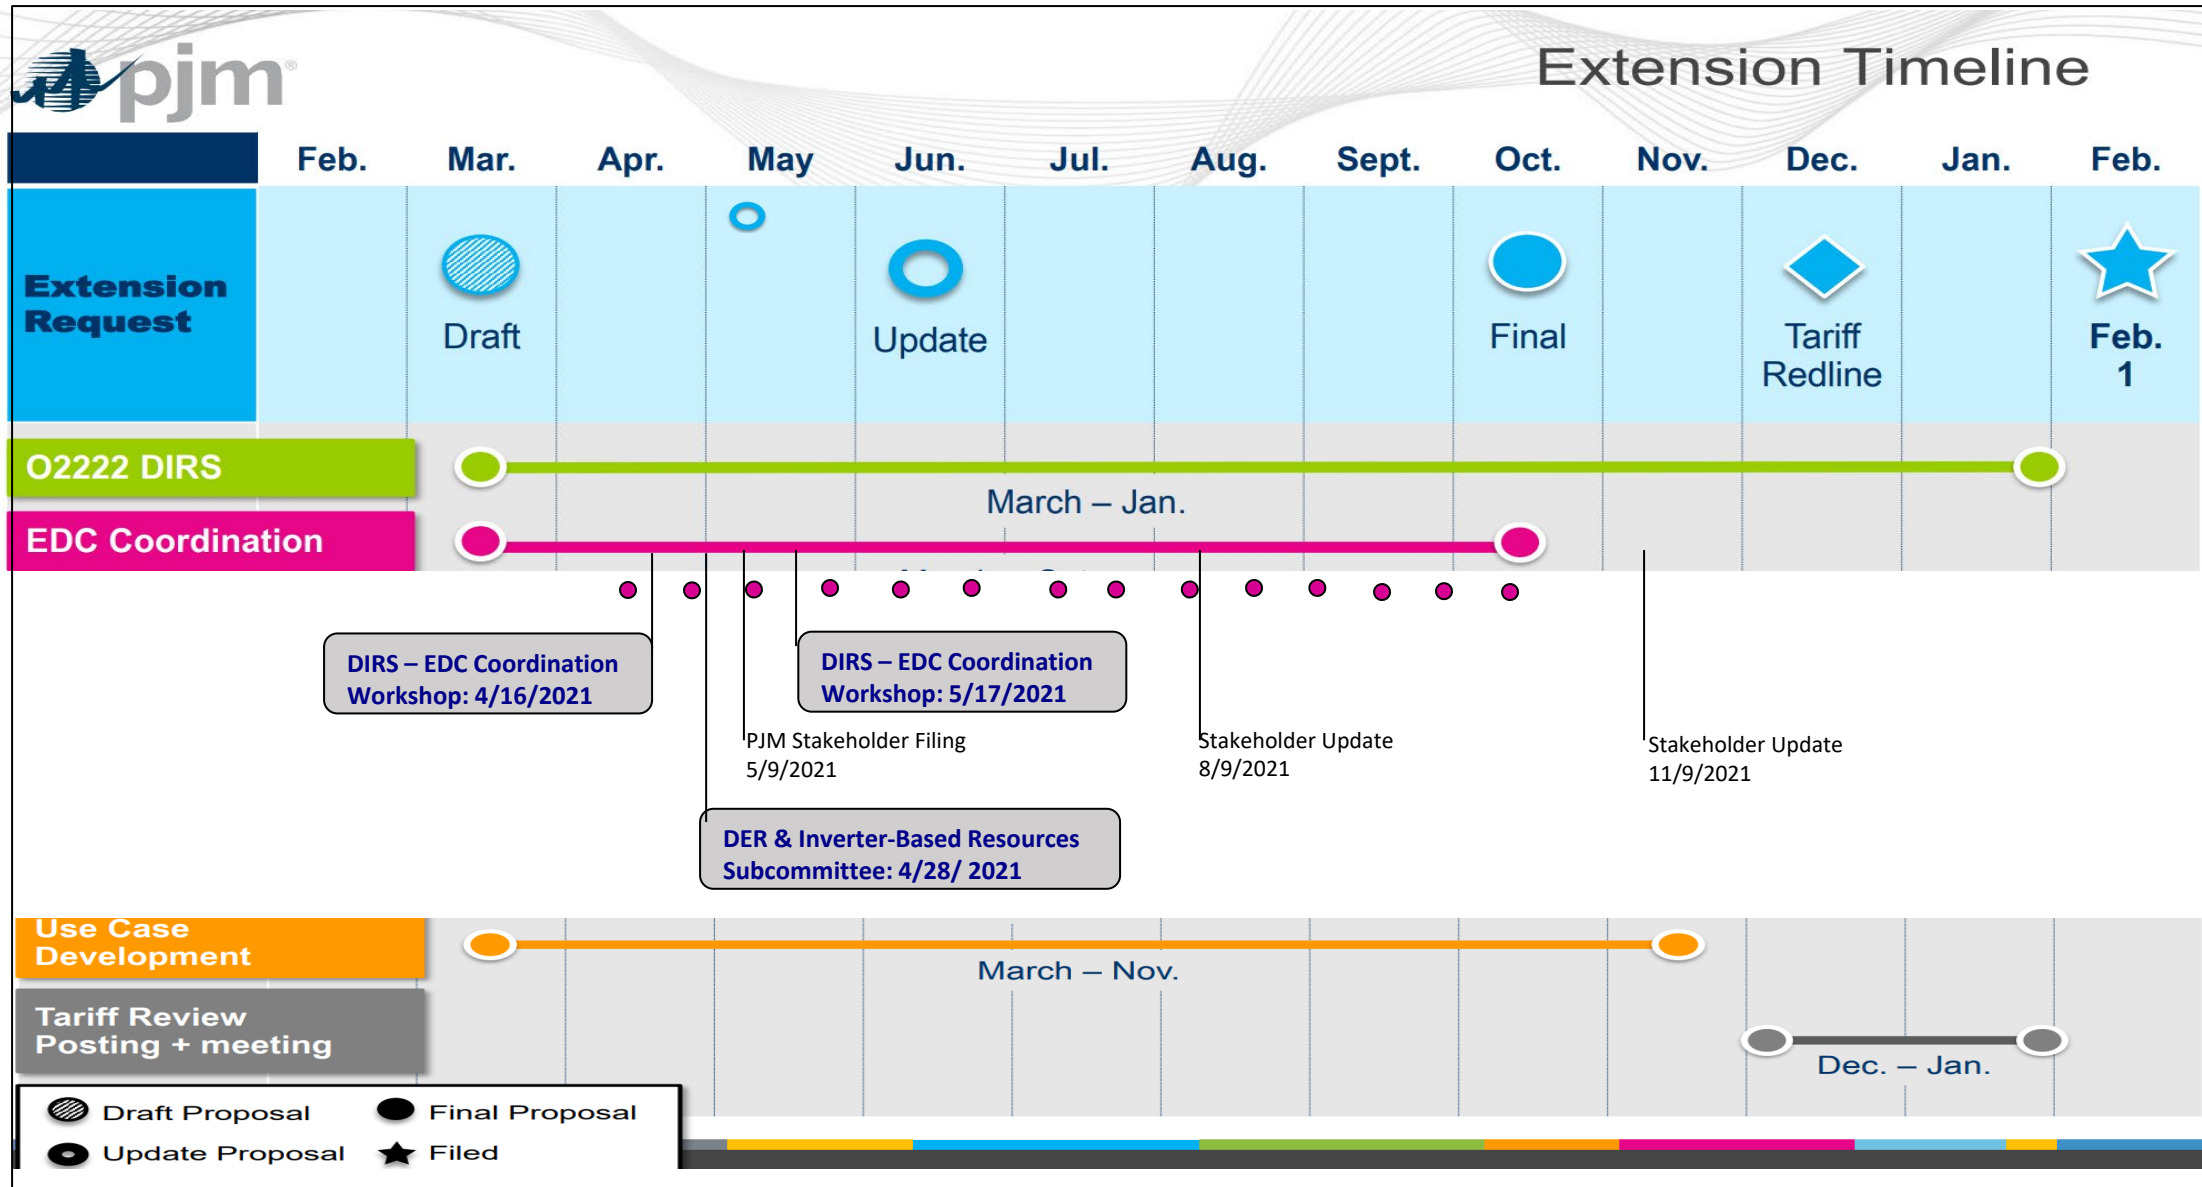 pjm®
Extension Timeline
Feb. Mar. Apr. May Jun. Jul. Aug. Sept. Oct. Nov. Dec. Jan. Feb.
Extension
Request
Draft
Update
Final
Tariff
Redline
Feb.
1
O2222 DIRS
March – Jan.
EDC Coordination
DIRS – EDC Coordination
Workshop: 4/16/2021
DIRS – EDC Coordination
Workshop: 5/17/2021
PJM Stakeholder Filing
5/9/2021
Stakeholder Update
8/9/2021
Stakeholder Update
11/9/2021
DER & Inverter-Based Resources
Subcommittee: 4/28/ 2021
Use Case
Development
March – Nov.
Tariff Review
Posting + meeting
Dec. – Jan.
Draft Proposal
Final Proposal
Update Proposal
Filed